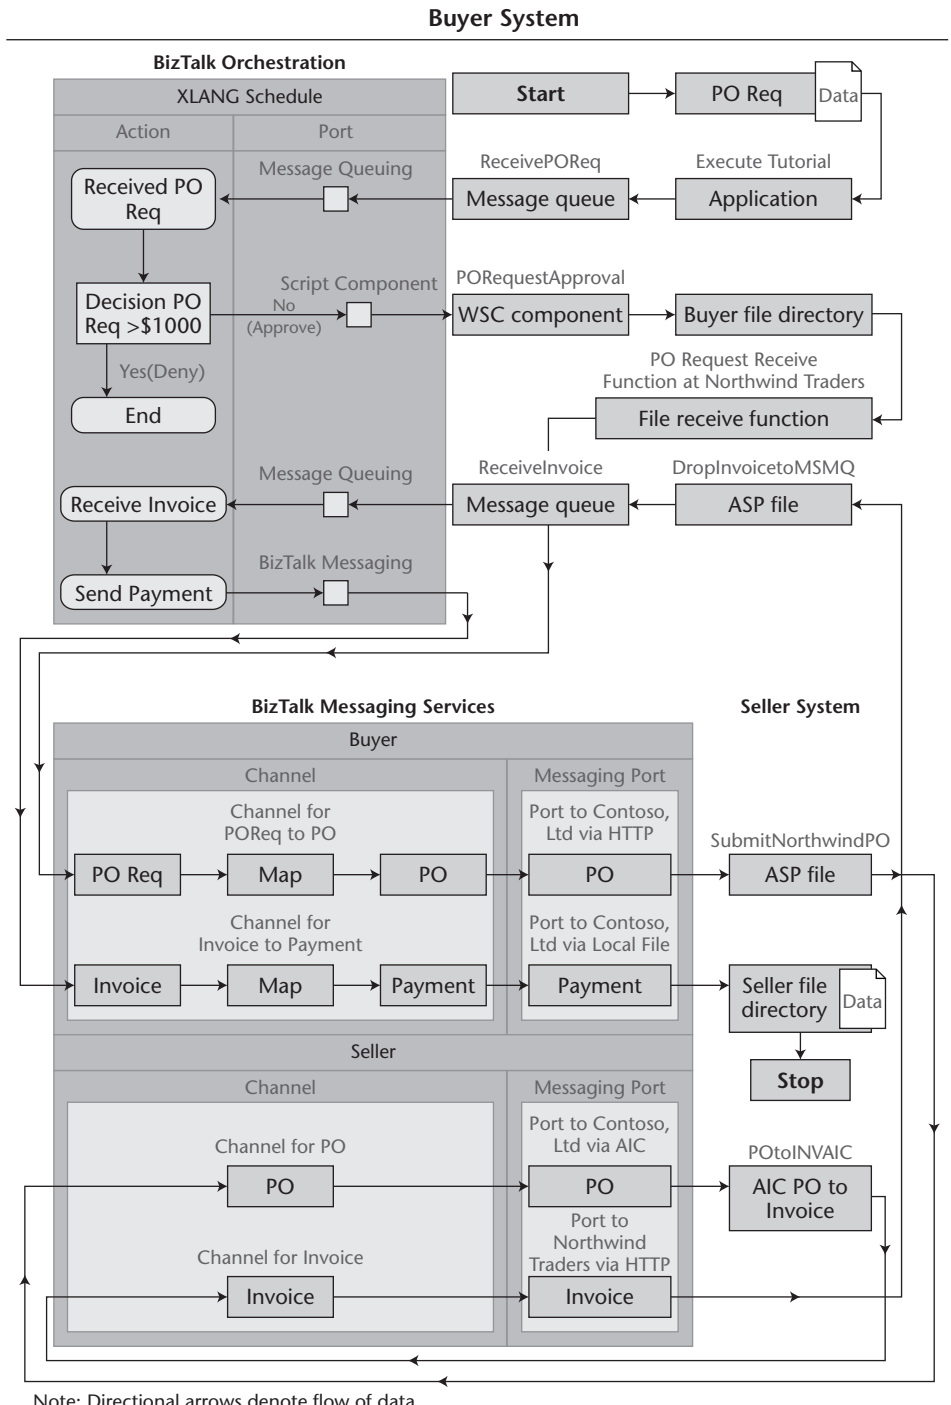 Buyer System
BizTalk Orchestration
XLANG Schedule
Action
Port
Start
PO Req
Data
Message Queuing
ReceivePOReq
Execute Tutorial
Received PO
Req
Message queue
Application
Script Component
PORequestApproval
Decision PO
Req >$1000
No
(Approve)
WSC component
Buyer file directory
Yes(Deny)
PO Request Receive
Function at Northwind Traders
End
File receive function
Message Queuing
ReceiveInvoice
DropInvoicetoMSMQ
Receive Invoice
Message queue
ASP file
BizTalk Messaging
Send Payment
BizTalk Messaging Services
Seller System
Buyer
Channel
Messaging Port
Channel for
POReq to PO
Port to Contoso,
Ltd via HTTP
SubmitNorthwindPO
PO Req
Map
PO
PO
ASP file
Channel for
Invoice to Payment
Port to Contoso,
Ltd via Local File
Invoice
Map
Payment
Payment
Seller file
directory
Data
Seller
Stop
Channel
Messaging Port
Channel for PO
Port to Contoso,
Ltd via AIC
POtoINVAIC
PO
PO
AIC PO to
Invoice
Channel for Invoice
Port to
Northwind
Traders via HTTP
Invoice
Invoice
Note: Directional arrows denote flow of data